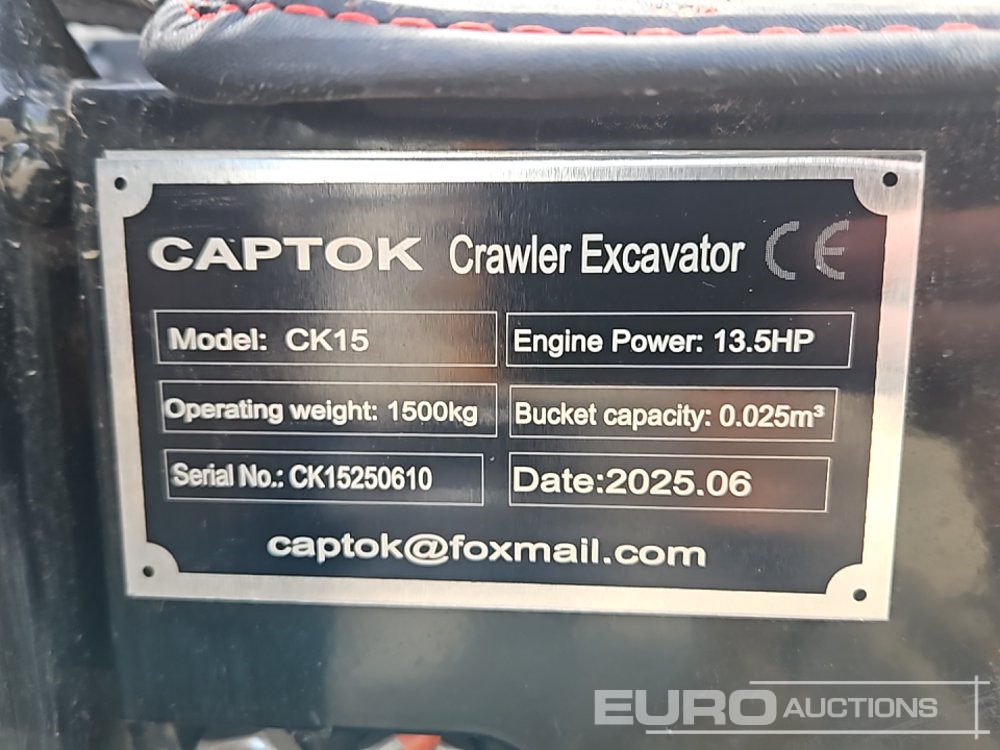 CAPTOK Crawler Excavator CE
Model: CK15 Engine Power: 13.5HP
Operating weight: 1500kg Bucket capacity: 0.025m³
Serial No.: CK15250610 Date:2025.06
captok@foxmail.com
EURO AUCTIONS